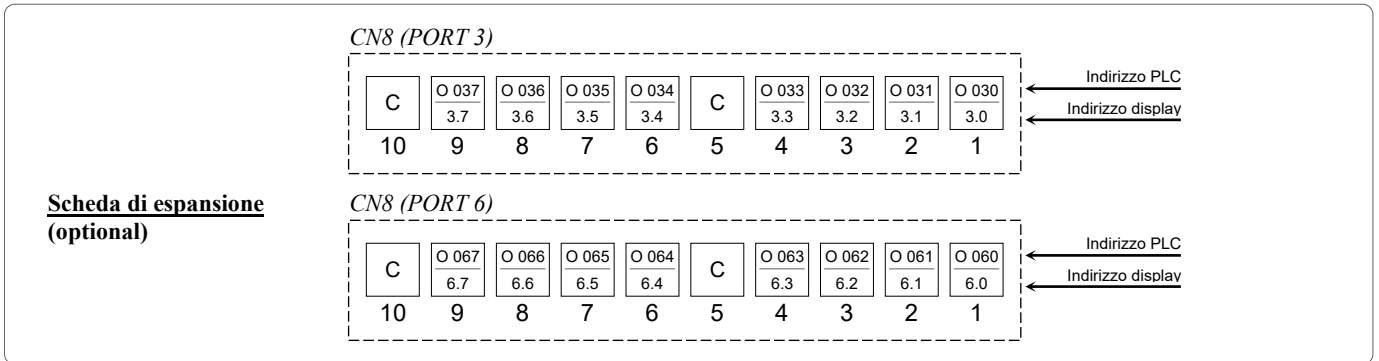 CN8 (PORT 3)
C O 037 O 036 O 035 O 034 C O 033 O 032 O 031 O 030 Indirizzo PLC
3.7 3.6 3.5 3.4 3.3 3.2 3.1 3.0 Indirizzo display
10 9 8 7 6 5 4 3 2 1
Scheda di espansione
(optional)
CN8 (PORT 6)
C O 067 O 066 O 065 O 064 C O 063 O 062 O 061 O 060 Indirizzo PLC
6.7 6.6 6.5 6.4 6.3 6.2 6.1 6.0 Indirizzo display
10 9 8 7 6 5 4 3 2 1